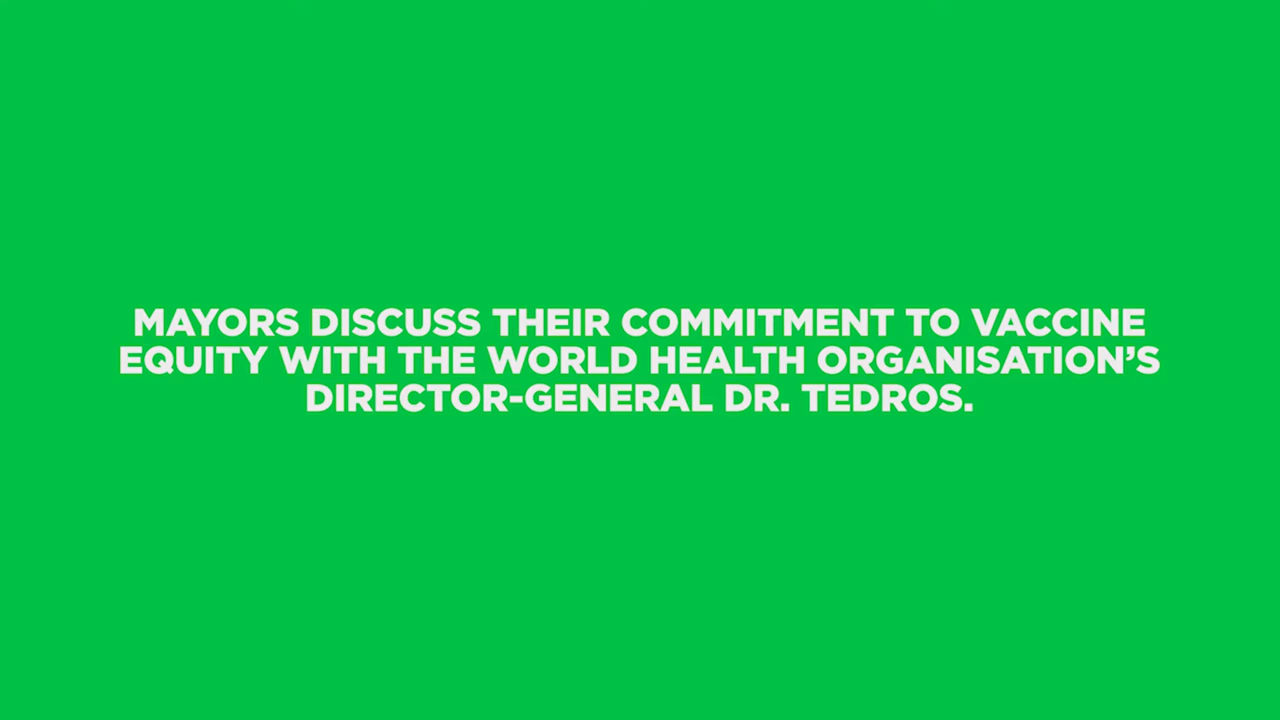 MAYORS DISCUSS THEIR COMMITMENT TO VACCINE
EQUITY WITH THE WORLD HEALTH ORGANISATION’S
DIRECTOR-GENERAL DR. TEDROS.